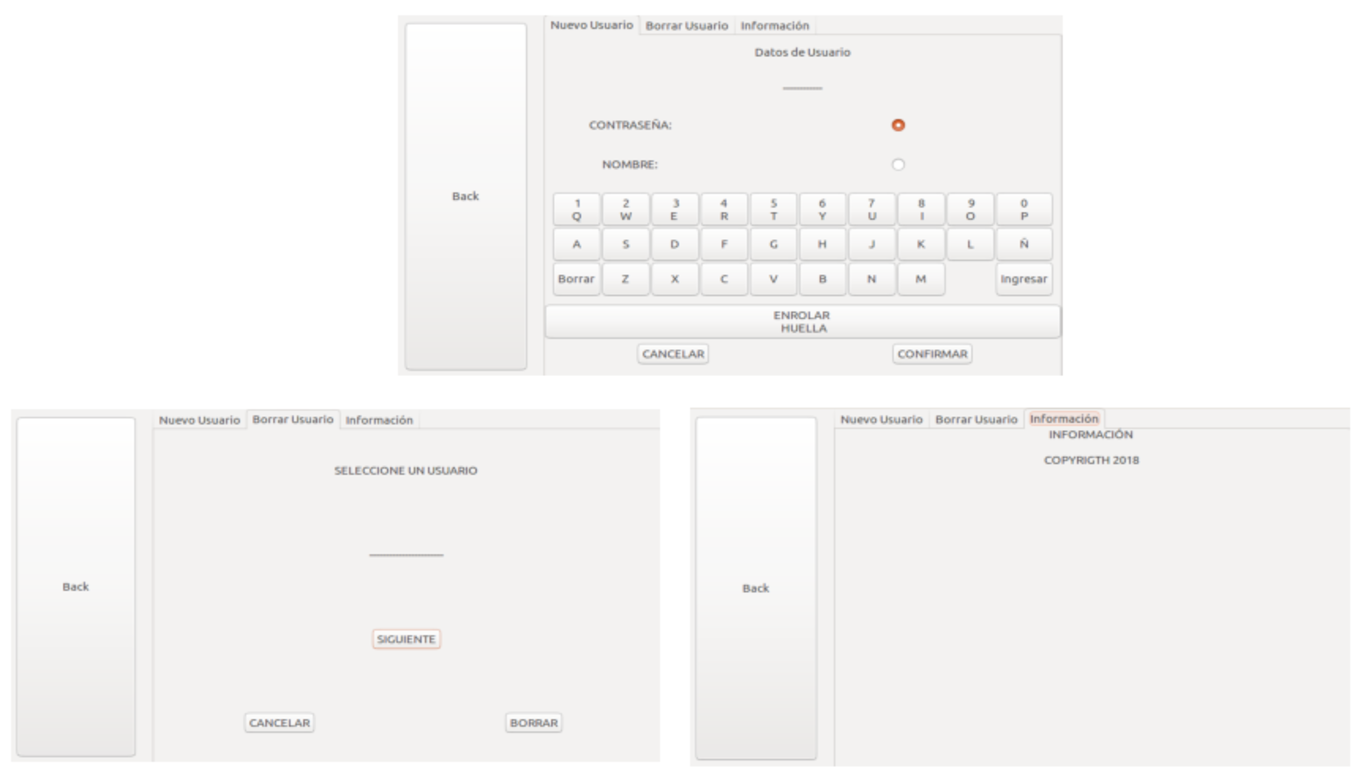 Nuevo Usuario Borrar Usuario Información
Datos de Usuario
CONTRASEÑA:
NOMBRE:
Back
1 2 3 4 5 6 7 8 9 0
Q W E R T Y U I O P
A S D F G H J K L Ñ
Borrar Z X C V B N M Ingresar
ENROLAR
HUELLA
CANCELAR CONFIRMAR
Nuevo Usuario Borrar Usuario Información
SELECCIONE UN USUARIO
Back
SIGUIENTE
CANCELAR BORRAR
Nuevo Usuario Borrar Usuario Información
INFORMACIÓN
COPYRIGTH 2018
Back